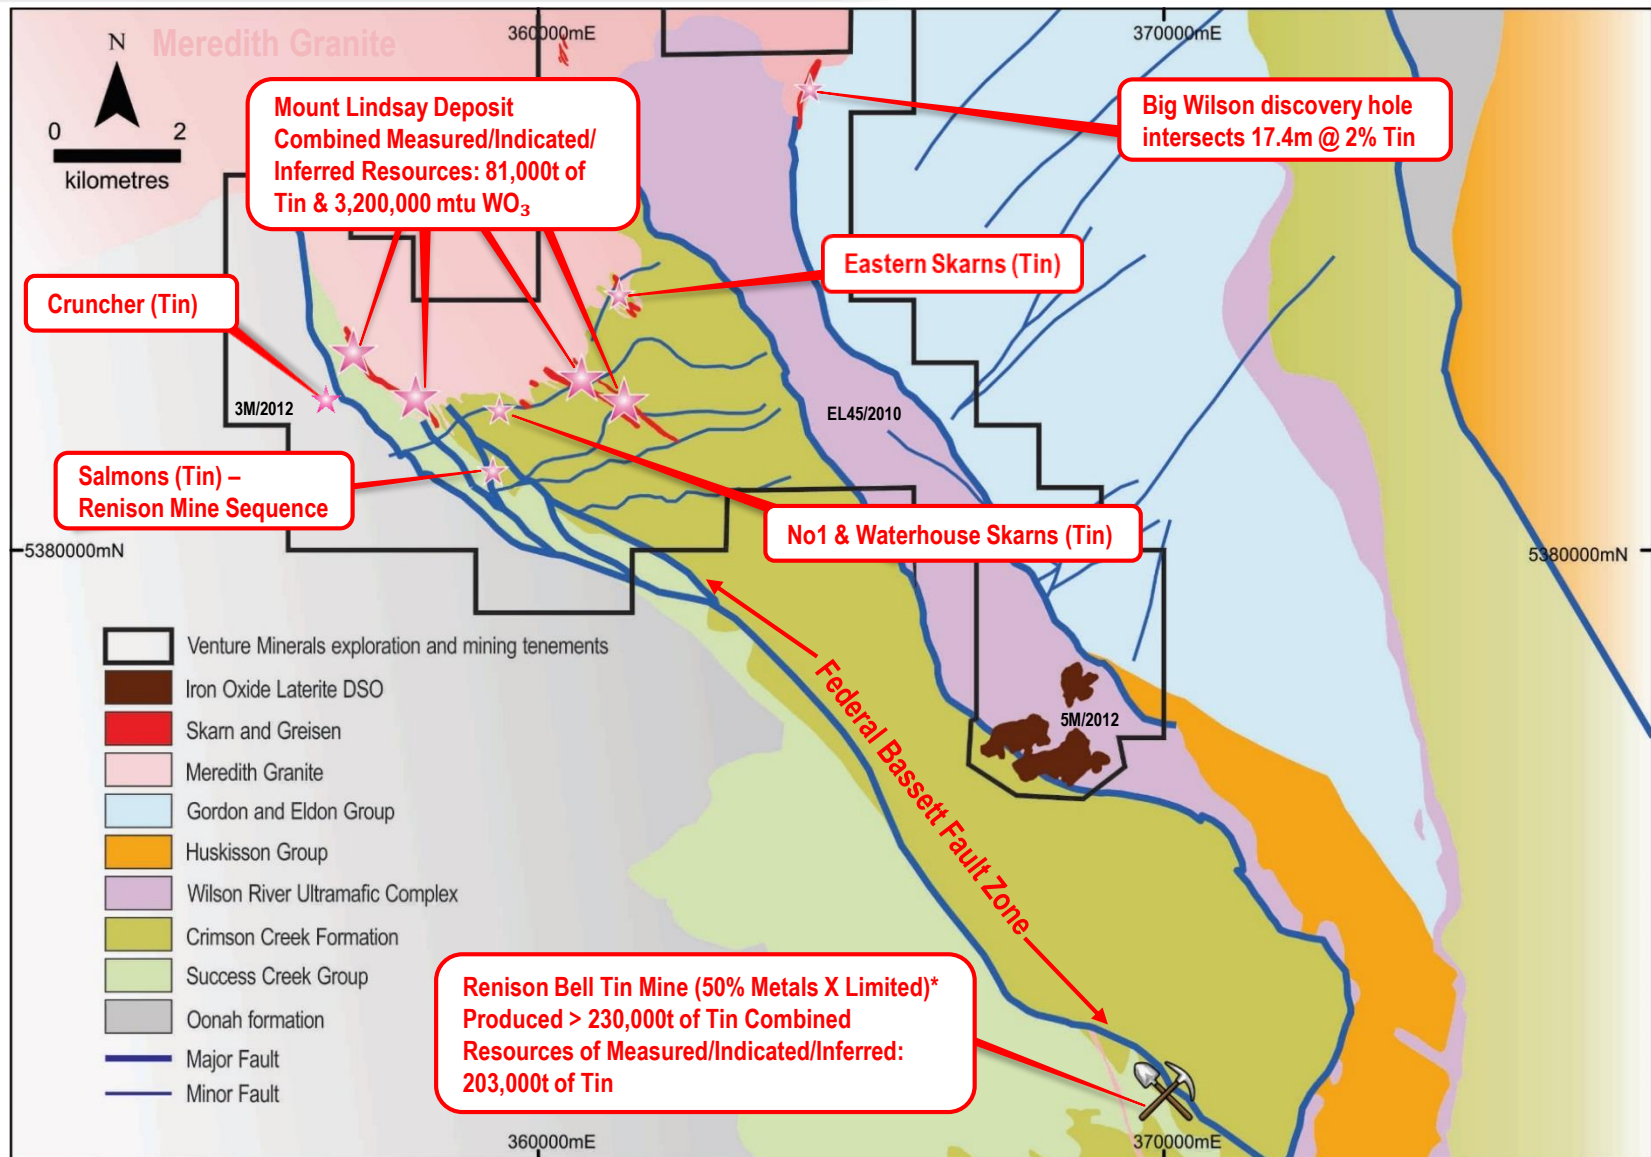 360000mE
370000mE
N
Meredith Granite
0 2
kilometres
Mount Lindsay Deposit
Combined Measured/Indicated/
Inferred Resources: 81,000t of
Tin & 3,200,000 mtu WO₃
Big Wilson discovery hole
intersects 17.4m @ 2% Tin
Eastern Skarns (Tin)
Cruncher (Tin)
3M/2012
EL45/2010
Salmons (Tin) –
Renison Mine Sequence
No1 & Waterhouse Skarns (Tin)
5380000mN
5380000mN
Federal Bassett Fault Zone
5M/2012
Venture Minerals exploration and mining tenements
Iron Oxide Laterite DSO
Skarn and Greisen
Meredith Granite
Gordon and Eldon Group
Huskisson Group
Wilson River Ultramafic Complex
Crimson Creek Formation
Success Creek Group
Oonah formation
Major Fault
Minor Fault
Renison Bell Tin Mine (50% Metals X Limited)*
Produced > 230,000t of Tin Combined
Resources of Measured/Indicated/Inferred:
203,000t of Tin
360000mE
370000mE